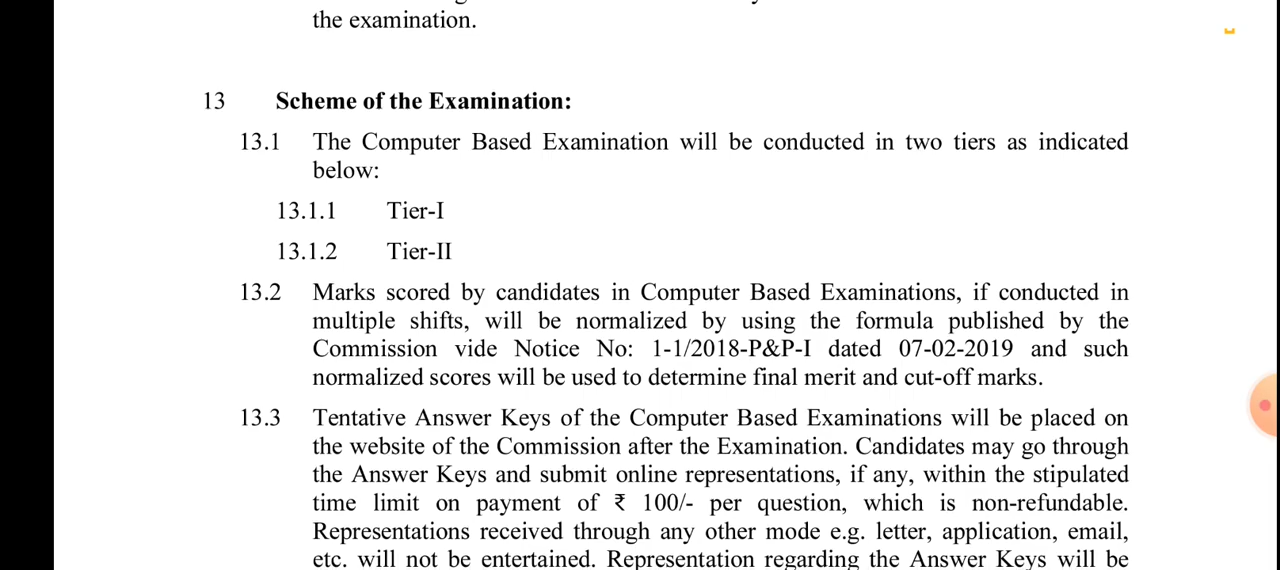 the examination.
13 Scheme of the Examination:
13.1 The Computer Based Examination will be conducted in two tiers as indicated
below:
13.1.1 Tier-I
13.1.2 Tier-II
13.2 Marks scored by candidates in Computer Based Examinations, if conducted in
multiple shifts, will be normalized by using the formula published by the
Commission vide Notice No: 1-1/2018-P&P-I dated 07-02-2019 and such
normalized scores will be used to determine final merit and cut-off marks.
13.3 Tentative Answer Keys of the Computer Based Examinations will be placed on
the website of the Commission after the Examination. Candidates may go through
the Answer Keys and submit online representations, if any, within the stipulated
time limit on payment of ₹ 100/- per question, which is non-refundable.
Representations received through any other mode e.g. letter, application, email,
etc. will not be entertained. Representation regarding the Answer Keys will be